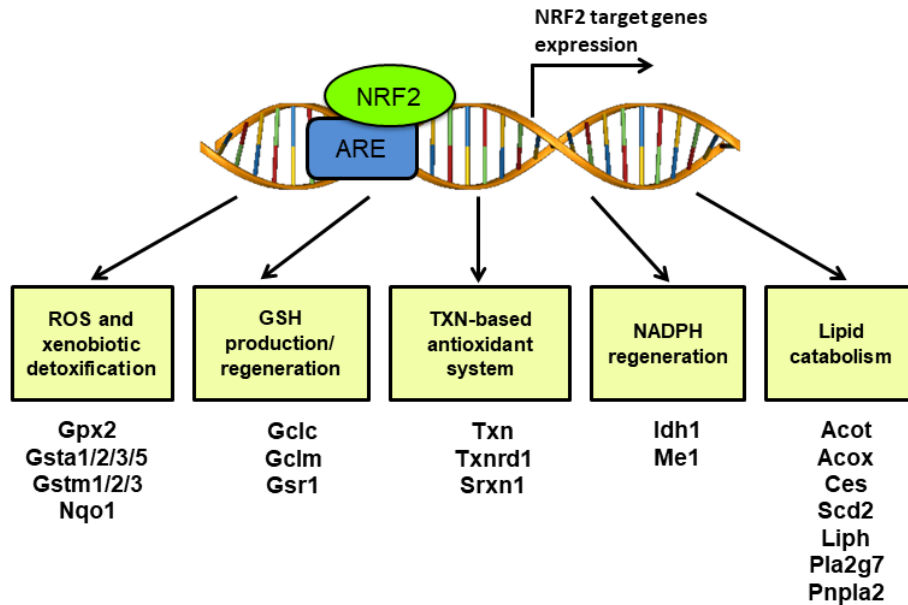 NRF2 target genes
expression
NRF2
ARE
ROS and
xenobiotic
detoxification
GSH
production/
regeneration
TXN-based
antioxidant
system
NADPH
regeneration
Lipid
catabolism
Gpx2
Gsta1/2/3/5
Gstm1/2/3
Nqo1
Gclc
Gclm
Gsr1
Txn
Txnrd1
Srxn1
Idh1
Me1
Acot
Acox
Ces
Scd2
Liph
Pla2g7
Pnpla2